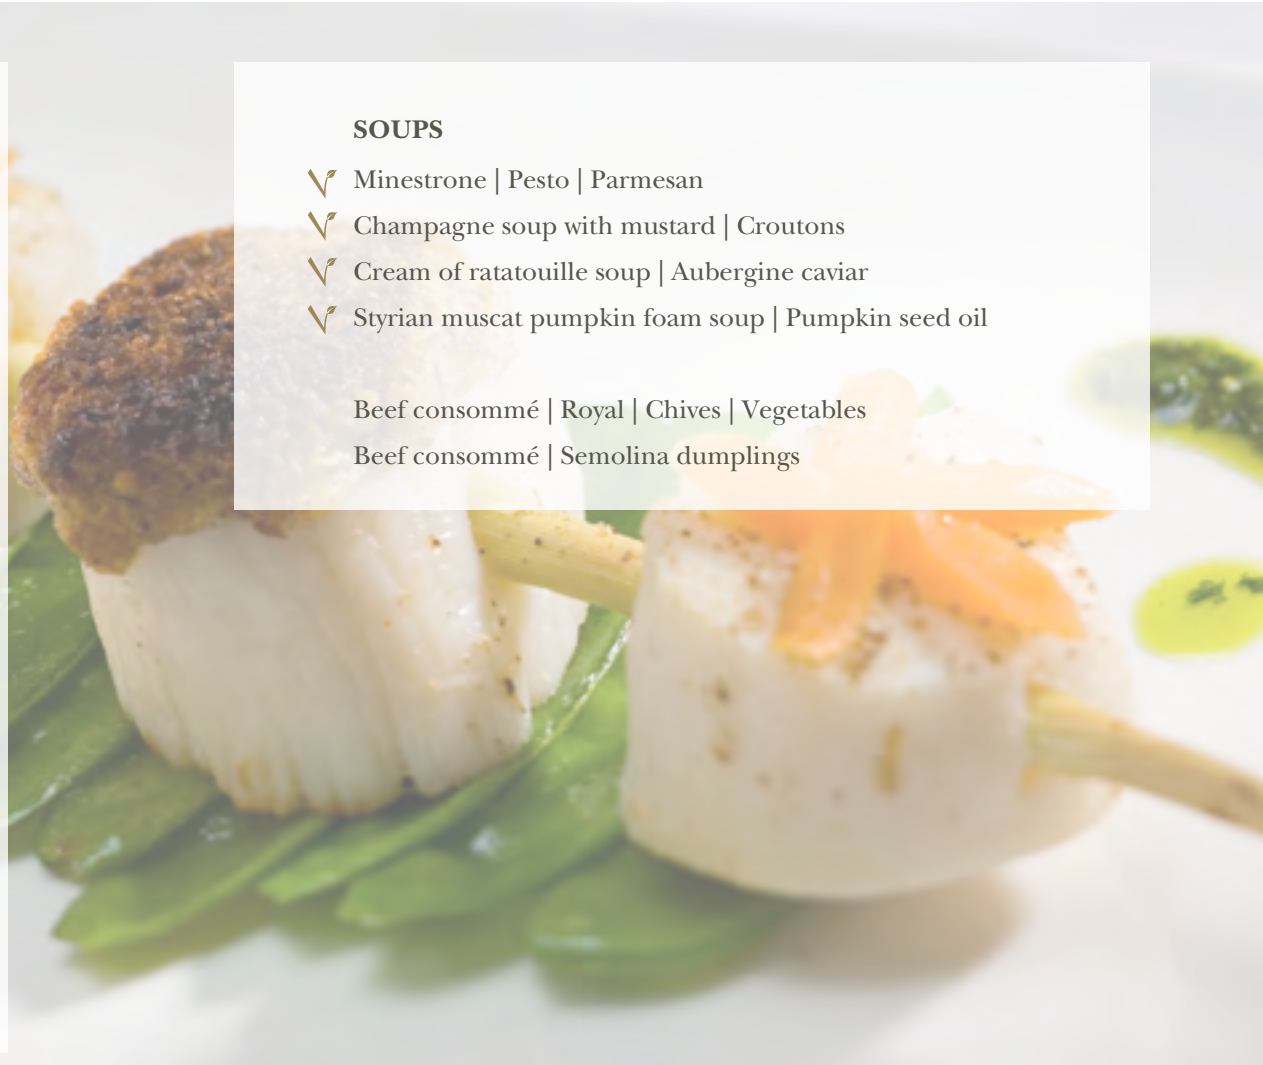 SOUPS
Minestrone | Pesto | Parmesan
Champagne soup with mustard | Croutons
Cream of ratatouille soup | Aubergine caviar
Styrian muscat pumpkin foam soup | Pumpkin seed oil
Beef consommé | Royal | Chives | Vegetables
Beef consommé | Semolina dumplings